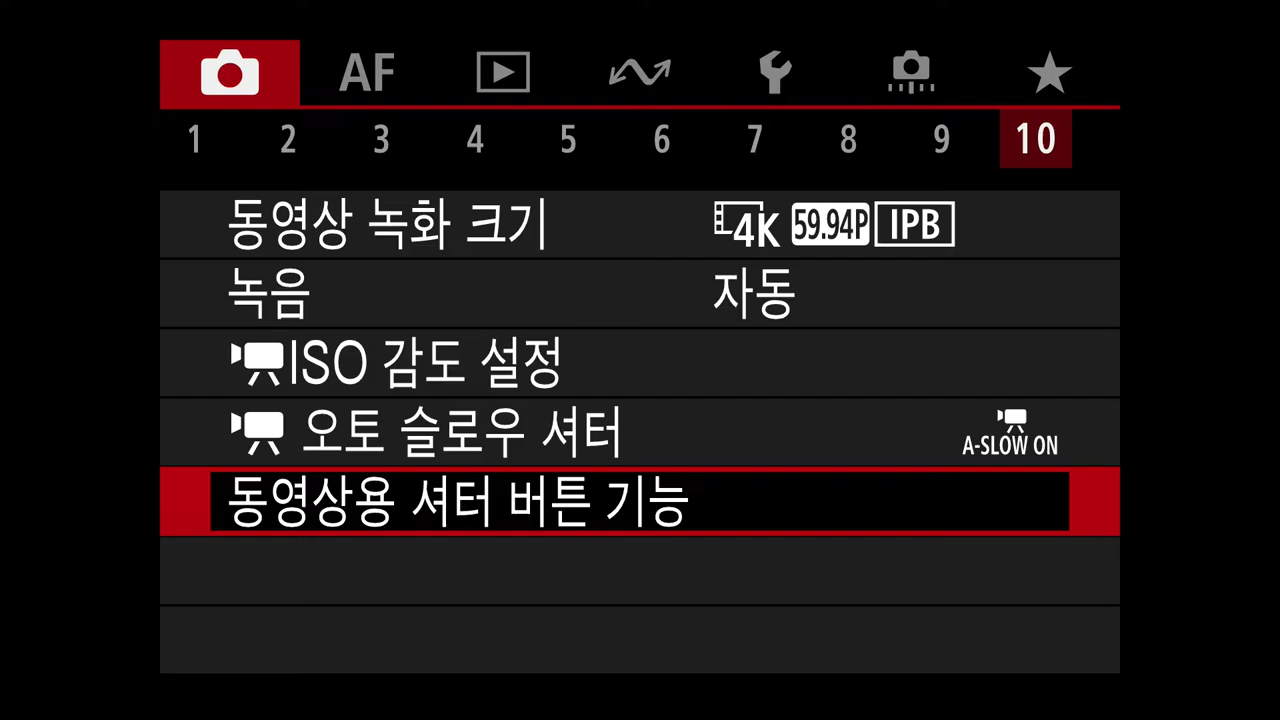 AF
1 2 3 4 5 6 7 8 9 10
동영상 녹화 크기 4K 59.94P IPB
녹음 자동
ISO 감도 설정
오토 슬로우 셔터 A-SLOW ON
동영상용 셔터 버튼 기능